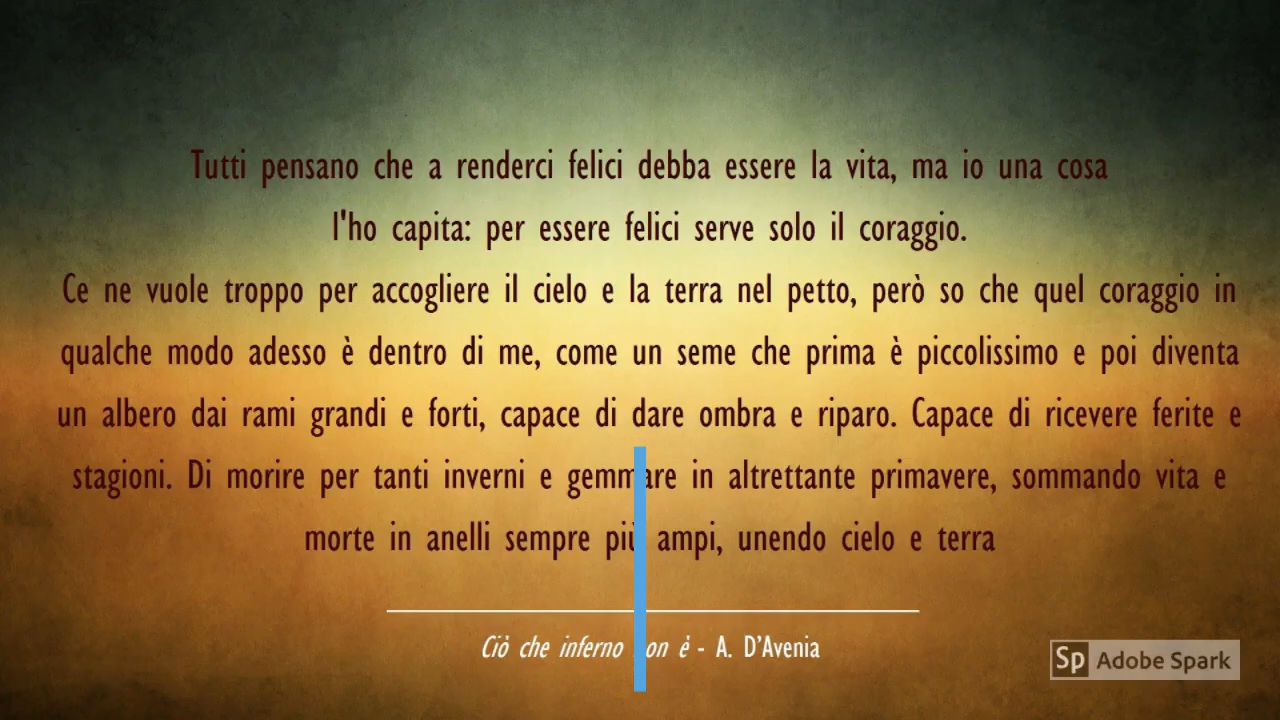 Tutti pensano che a renderci felici debba essere la vita, ma io una cosa
l'ho capita: per essere felici serve solo il coraggio.
Ce ne vuole troppo per accogliere il cielo e la terra nel petto, però so che quel coraggio in
qualche modo adesso è dentro di me, come un seme che prima è piccolissimo e poi diventa
un albero dai rami grandi e forti, capace di dare ombra e riparo. Capace di ricevere ferite e
stagioni. Di morire per tanti inverni e gemmare in altrettante primavere, sommando vita e
morte in anelli sempre più ampi, unendo cielo e terra
Ciò che inferno non è - A. D'Avenia
Sp Adobe Spark